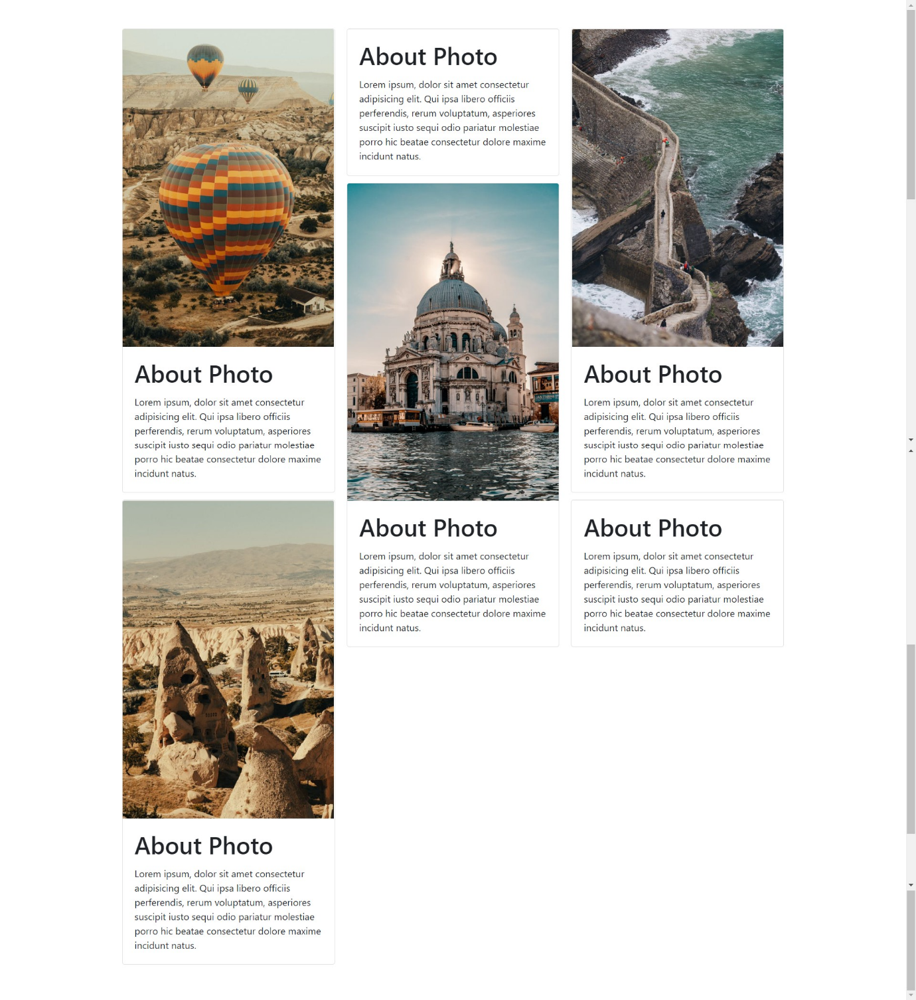 About Photo
Lorem ipsum, dolor sit amet consectetur
adipisicing elit. Qui ipsa libero officiis
perferendis, rerum voluptatum, asperiores
suscipit iusto sequi odio pariatur molestiae
porro hic beatae consectetur dolore maxime
incidunt natus.
About Photo
Lorem ipsum, dolor sit amet consectetur
adipisicing elit. Qui ipsa libero officiis
perferendis, rerum voluptatum, asperiores
suscipit iusto sequi odio pariatur molestiae
porro hic beatae consectetur dolore maxime
incidunt natus.
About Photo
Lorem ipsum, dolor sit amet consectetur
adipisicing elit. Qui ipsa libero officiis
perferendis, rerum voluptatum, asperiores
suscipit iusto sequi odio pariatur molestiae
porro hic beatae consectetur dolore maxime
incidunt natus.
About Photo
Lorem ipsum, dolor sit amet consectetur
adipisicing elit. Qui ipsa libero officiis
perferendis, rerum voluptatum, asperiores
suscipit iusto sequi odio pariatur molestiae
porro hic beatae consectetur dolore maxime
incidunt natus.
About Photo
Lorem ipsum, dolor sit amet consectetur
adipisicing elit. Qui ipsa libero officiis
perferendis, rerum voluptatum, asperiores
suscipit iusto sequi odio pariatur molestiae
porro hic beatae consectetur dolore maxime
incidunt natus.
About Photo
Lorem ipsum, dolor sit amet consectetur
adipisicing elit. Qui ipsa libero officiis
perferendis, rerum voluptatum, asperiores
suscipit iusto sequi odio pariatur molestiae
porro hic beatae consectetur dolore maxime
incidunt natus.